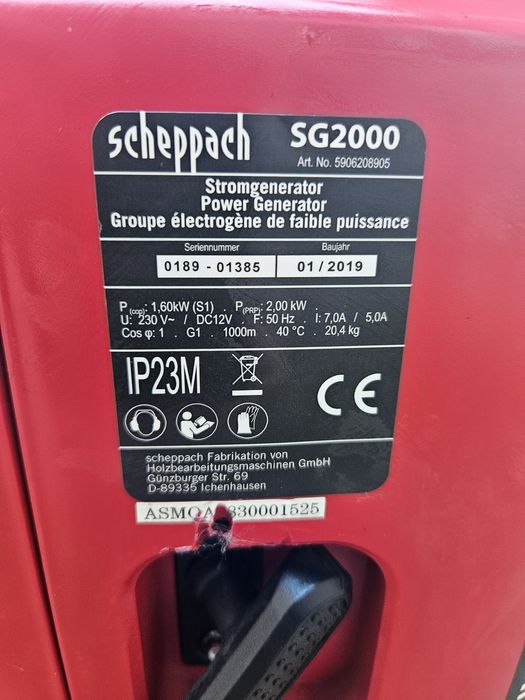 scheppach SG2000
Art. No. 5906208905
Stromgenerator
Power Generator
Groupe électrogène de faible puissance
Seriennummer Baujahr
0189 - 01385 01 / 2019
P(cop): 1,60kW (S1) . P(PRP): 2,00 kW .
U: 230 V~ / DC12V . F: 50 Hz . I: 7,0A / 5,0A
Cos φ: 1 . G1 . 1000m . 40 °C . 20,4 kg
IP23M CE
scheppach Fabrikation von
Holzbearbeitungsmaschinen GmbH
Günzburger Str. 69
D-89335 Ichenhausen